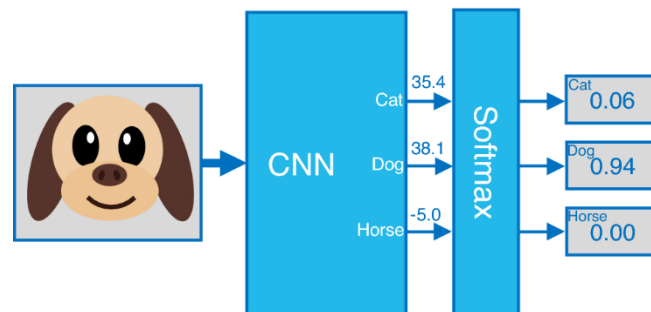 CNN
Cat
35.4
Dog
38.1
Horse
-5.0
Softmax
Cat
0.06
Dog
0.94
Horse
0.00